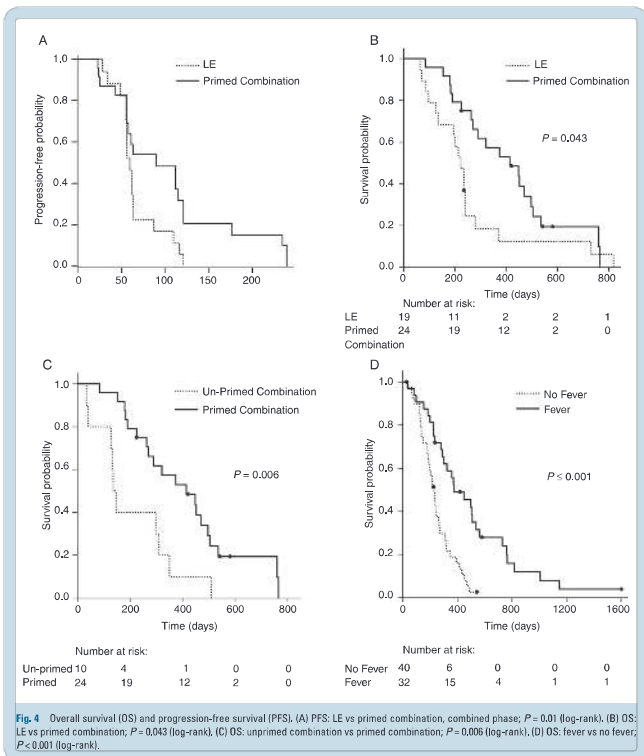 A
LE
Primed Combination
Progression-free probability
1.0
0.8
0.6
0.4
0.2
0.0
0 50 100 150 200
B
LE
Primed Combination
P = 0.043
Survival probability
1.0
0.8
0.6
0.4
0.2
0.0
0 200 400 600 800
Time (days)
Number at risk:
LE 19 11 2 2 1
Primed 24 19 12 2 0
Combination
C
Un-Primed Combination
Primed Combination
P = 0.006
Survival probability
1.0
0.8
0.6
0.4
0.2
0.0
0 200 400 600 800
Time (days)
Number at risk:
Un-primed 10 4 1 0 0
Primed 24 19 12 2 0
D
No Fever
Fever
P ≤ 0.001
Survival probability
1.0
0.8
0.6
0.4
0.2
0.0
0 400 800 1200 1600
Time (days)
Number at risk:
No Fever 40 6 0 0 0
Fever 32 15 4 1 1
Fig. 4 Overall survival (OS) and progression-free survival (PFS). (A) PFS: LE vs primed combination, combined phase; P = 0.01 (log-rank). (B) OS:
LE vs primed combination; P = 0.043 (log-rank). (C) OS: unprimed combination vs primed combination; P = 0.006 (log-rank). (D) OS: fever vs no fever;
P < 0.001 (log-rank).